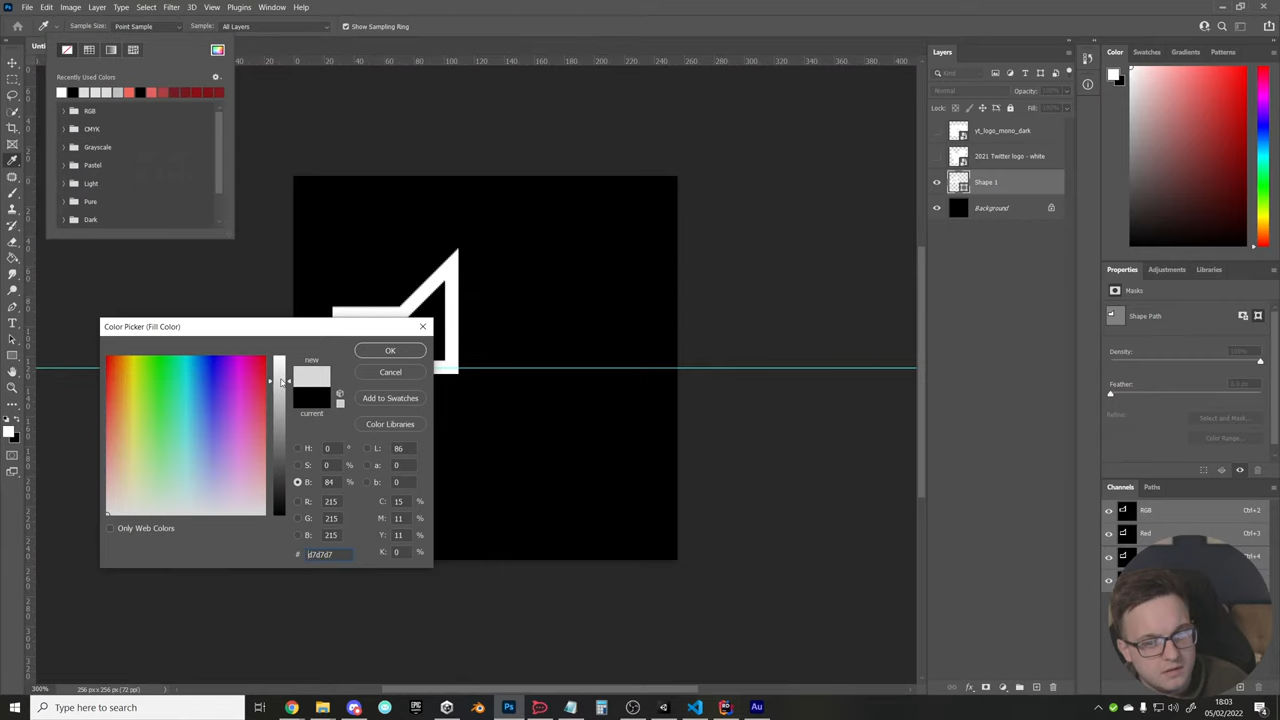 File Edit Image Layer Type Select Filter 3D View Plugins Window Help
Sample Size: Point Sample Sample: All Layers Show Sampling Ring
Recently Used Colors
RGB
CMYK
Grayscale
Pastel
Light
Pure
Dark
Color Picker (Fill Color)
new
current
OK
Cancel
Add to Swatches
Color Libraries
H: 0 °
S: 0 %
B: 84 %
R: 215
G: 215
B: 215
# d7d7d7
L: 86
a: 0
b: 0
C: 15 %
M: 11 %
Y: 11 %
K: 0 %
Only Web Colors
300% 256 px x 256 px (72 ppi)
Layers
Kind
Normal Opacity: 100%
Lock: Fill: 100%
yt_logo_mono_dark
2021 Twitter logo - white
Shape 1
Background
Color Swatches Gradients Patterns
Properties Adjustments Libraries
Masks
Shape Path
Density:
Feather:
Refine:
Select and Mask...
Color Range...
Channels Paths
RGB Ctrl+2
Red Ctrl+3
Ctrl+4
Type here to search
18:03
05/02/2022